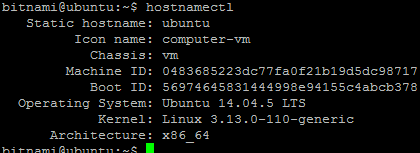 bitnami@ubuntu:~$ hostnamectl
Static hostname: ubuntu
Icon name: computer-vm
Chassis: vm
Machine ID: 0483685223dc77fa0f21b19d5dc98717
Boot ID: 56974645831444998e94155c4abcb378
Operating System: Ubuntu 14.04.5 LTS
Kernel: Linux 3.13.0-110-generic
Architecture: x86_64
bitnami@ubuntu:~$